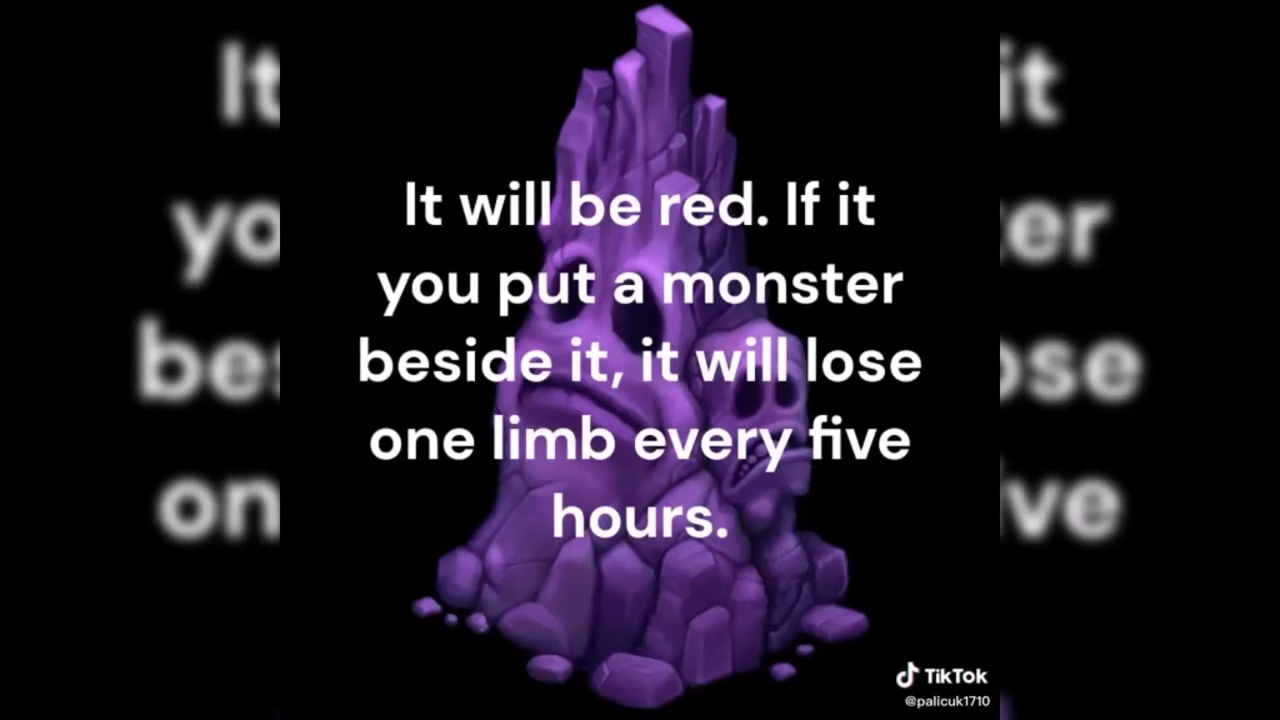 It will be red. If it
you put a monster
beside it, it will lose
one limb every five
hours.
TikTok
@palicuk1710